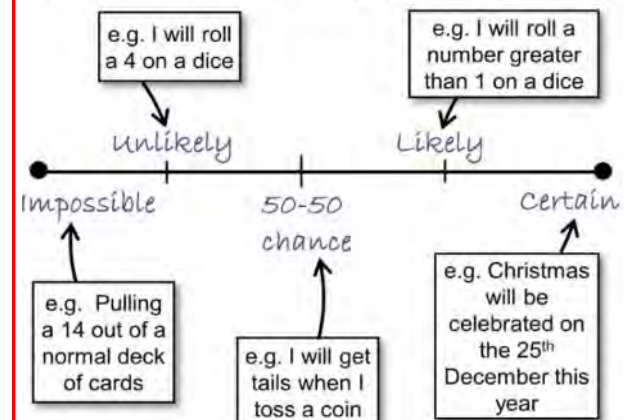 e.g. I will roll
a 4 on a dice
e.g. I will roll a
number greater
than 1 on a dice
Unlikely
Likely
Impossible
50-50
chance
Certain
e.g. Pulling
a 14 out of a
normal deck
of cards
e.g. I will get
tails when I
toss a coin
e.g. Christmas
will be
celebrated on
the 25th
December this
year